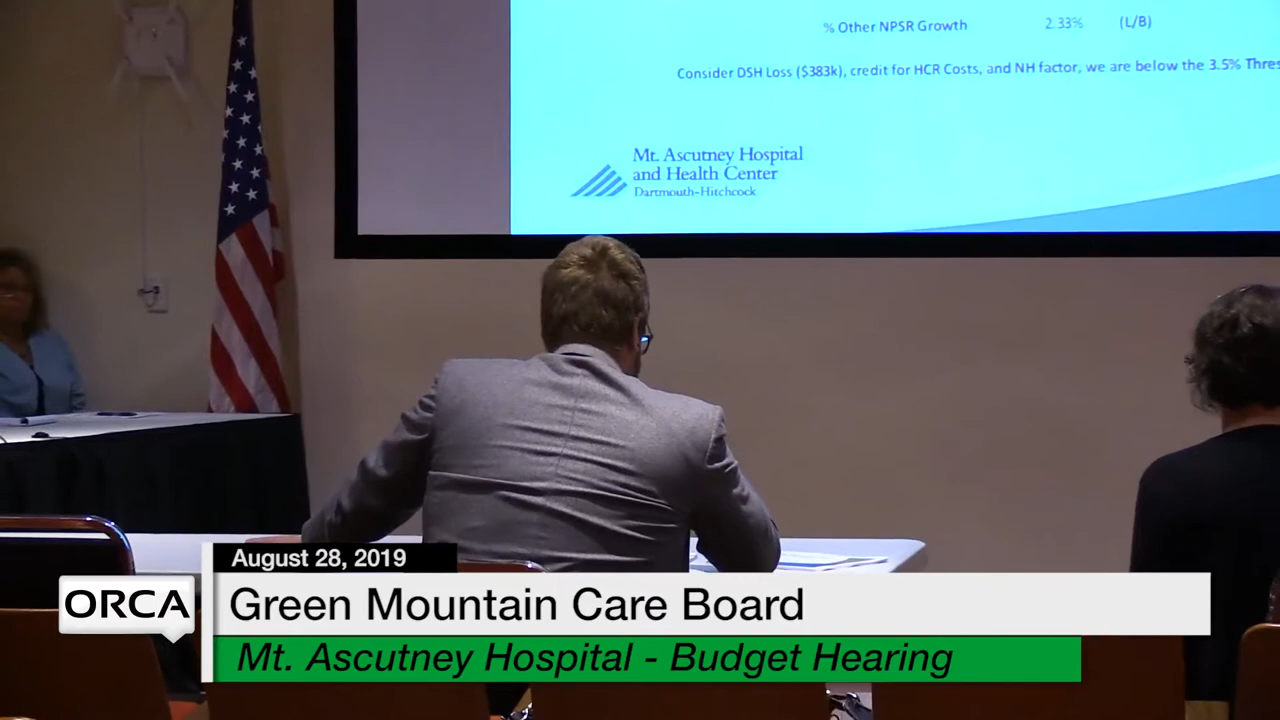 % Other NPSR Growth 2.33% (L/B)
Consider DSH Loss ($383k), credit for HCR Costs, and NH factor, we are below the 3.5%
Mt. Ascutney Hospital
and Health Center
Dartmouth-Hitchcock
August 28, 2019
ORCA
Green Mountain Care Board
Mt. Ascutney Hospital - Budget Hearing